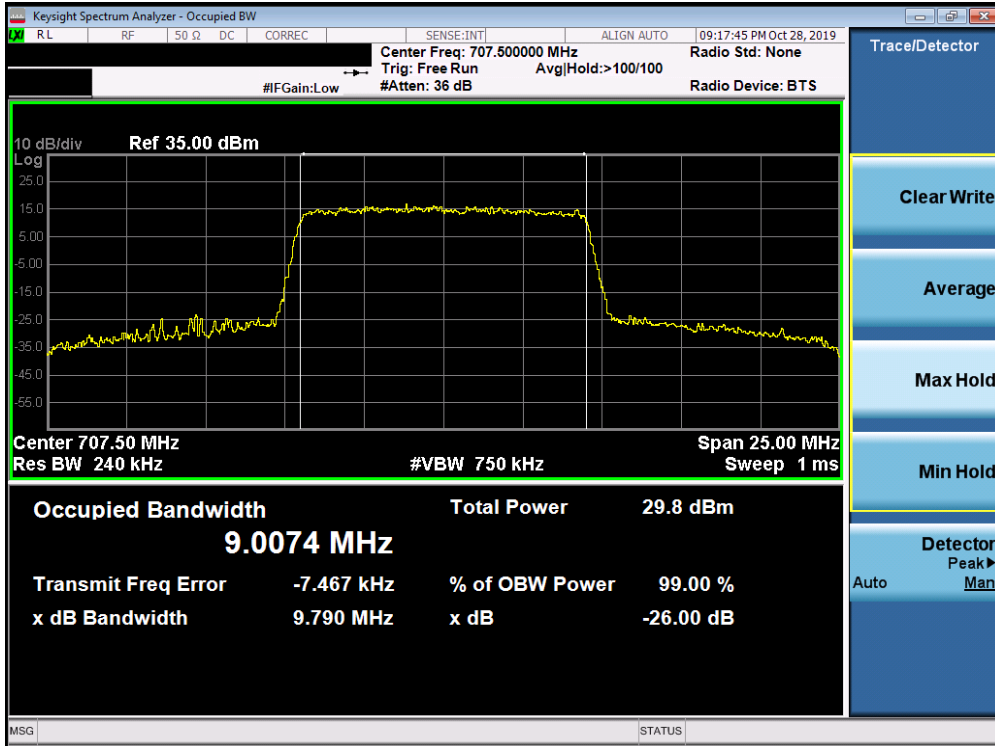 Keysight Spectrum Analyzer - Occupied BW
LXI RL RF 50 Ω DC CORREC SENSE:INT ALIGN AUTO 09:17:45 PM Oct 28, 2019
Center Freq: 707.500000 MHz Radio Std: None
Trig: Free Run Avg|Hold:>100/100
#IFGain:Low #Atten: 36 dB Radio Device: BTS
10 dB/div Ref 35.00 dBm
Log
25.0
15.0
5.00
-5.00
-15.0
-25.0
-35.0
-45.0
-55.0
Center 707.50 MHz Span 25.00 MHz
Res BW 240 kHz #VBW 750 kHz Sweep 1 ms
Occupied Bandwidth Total Power 29.8 dBm
9.0074 MHz
Transmit Freq Error -7.467 kHz % of OBW Power 99.00 %
x dB Bandwidth 9.790 MHz x dB -26.00 dB
MSG STATUS
Trace/Detector
Clear Write
Average
Max Hold
Min Hold
Detector
Peak▶
Auto Man